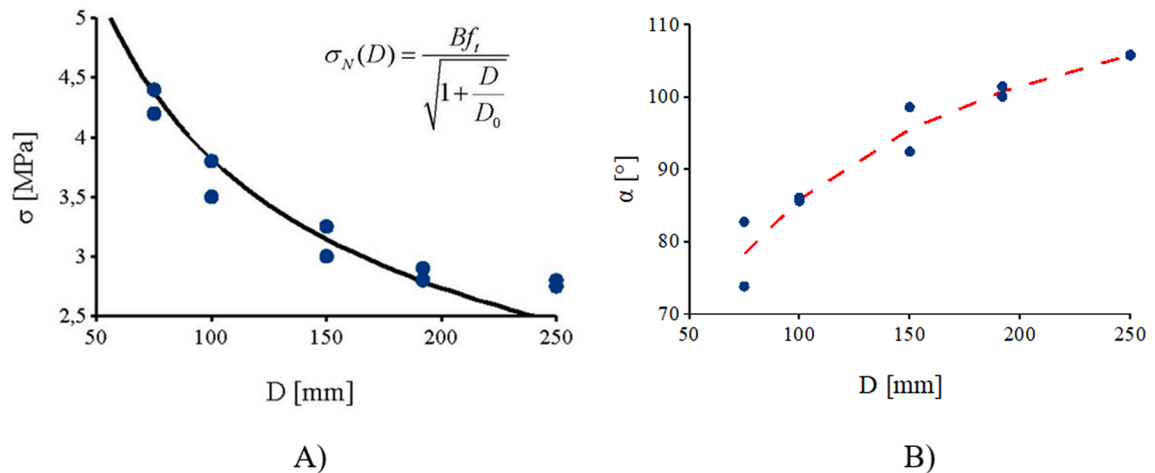 5
4,5
4
3,5
3
2,5
σ [MPa]
50 100 150 200 250
D [mm]
σ_N(D) = Bf_t / √(1 + D/D_0)
A)
110
100
90
80
70
α [°]
50 100 150 200 250
D [mm]
B)